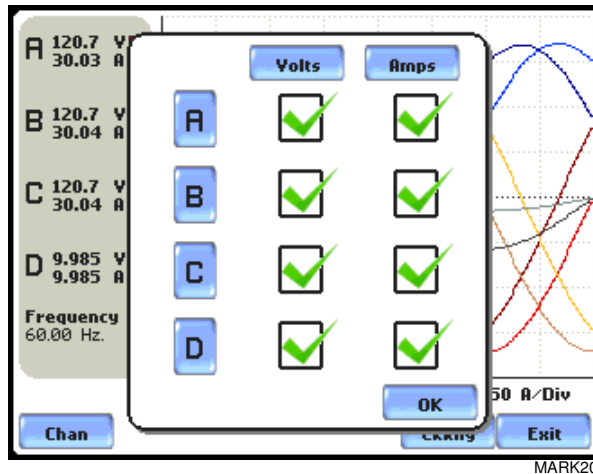 A 120.7
30.03 A
B 120.7 V
30.04 A
C 120.7 V
30.04 A
D 9.985 V
9.985 A
Frequency
60.00 Hz.
Volts Amps
A
B
C
D
OK
50 A/Div
Chan
Exit
MARK20